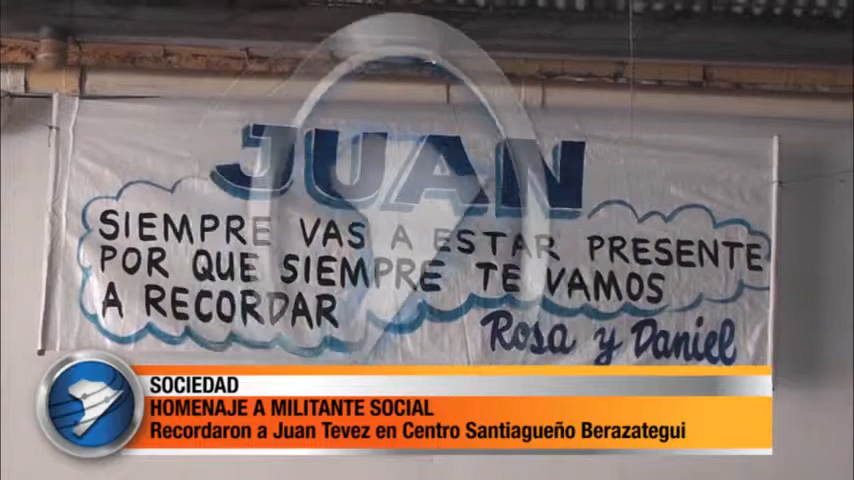 JUAN
SIEMPRE VAS A ESTAR PRESENTE
POR QUE SIEMPRE TE VAMOS
A RECORDAR
Rosa y Daniel
SOCIEDAD
HOMENAJE A MILITANTE SOCIAL
Recordaron a Juan Tevez en Centro Santiagueño Berazategui